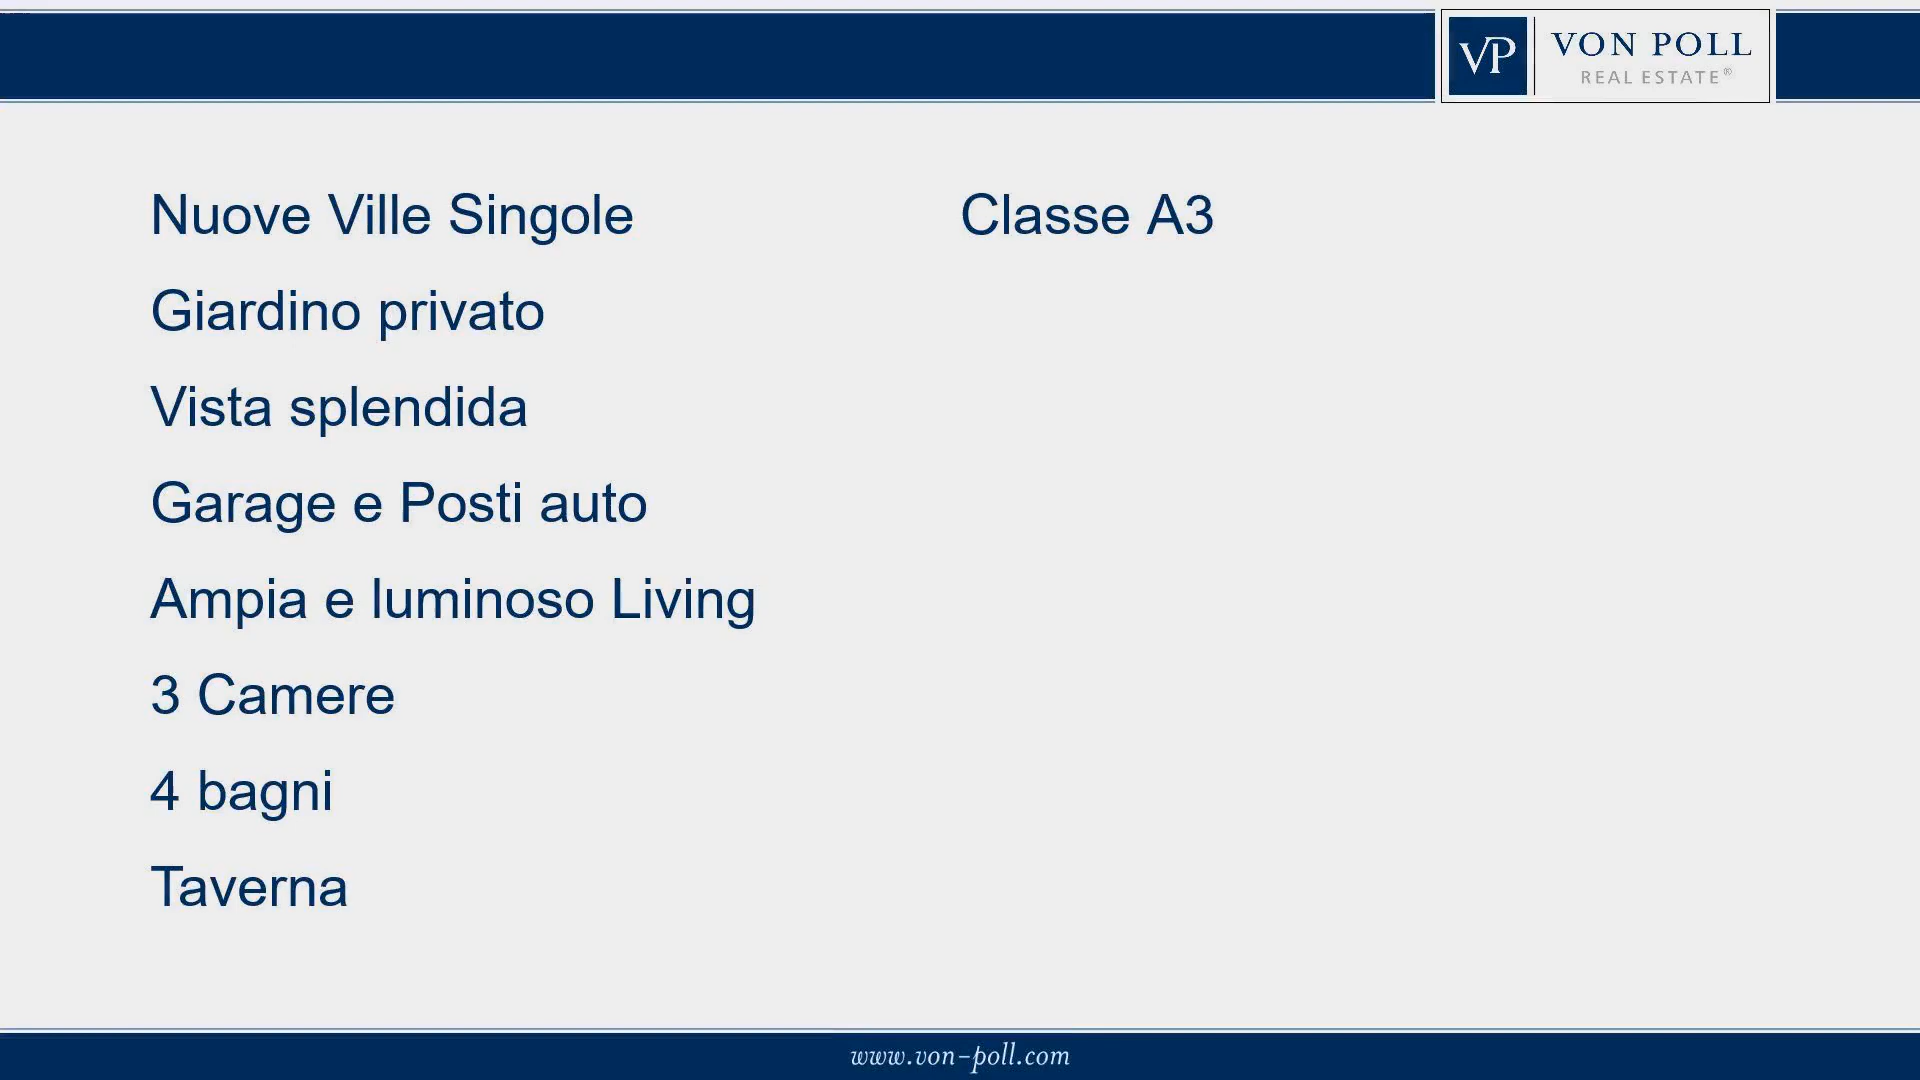 VP
VON POLL
REAL ESTATE®
Nuove Ville Singole
Giardino privato
Vista splendida
Garage e Posti auto
Ampia e luminoso Living
3 Camere
4 bagni
Taverna
Classe A3
www.von-poll.com